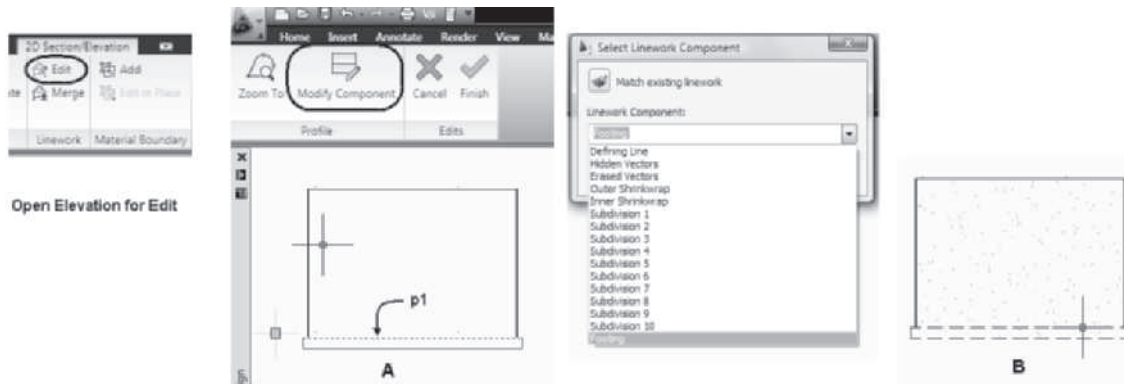 2D Section/Elevation
Edit
Add
Merge
Edit in Place
Linework
Material Boundary
Open Elevation for Edit
Home Insert Annotate Render View Ma
Zoom To
Modify Component
Cancel
Finish
Profile
Edits
p1
A
Select Linework Component
Match existing linework
Linework Component:
Footing
Defining Line
Hidden Vectors
Erased Vectors
Outer Shrinkwrap
Inner Shrinkwrap
Subdivision 1
Subdivision 2
Subdivision 3
Subdivision 4
Subdivision 5
Subdivision 6
Subdivision 7
Subdivision 8
Subdivision 9
Subdivision 10
Footing
B